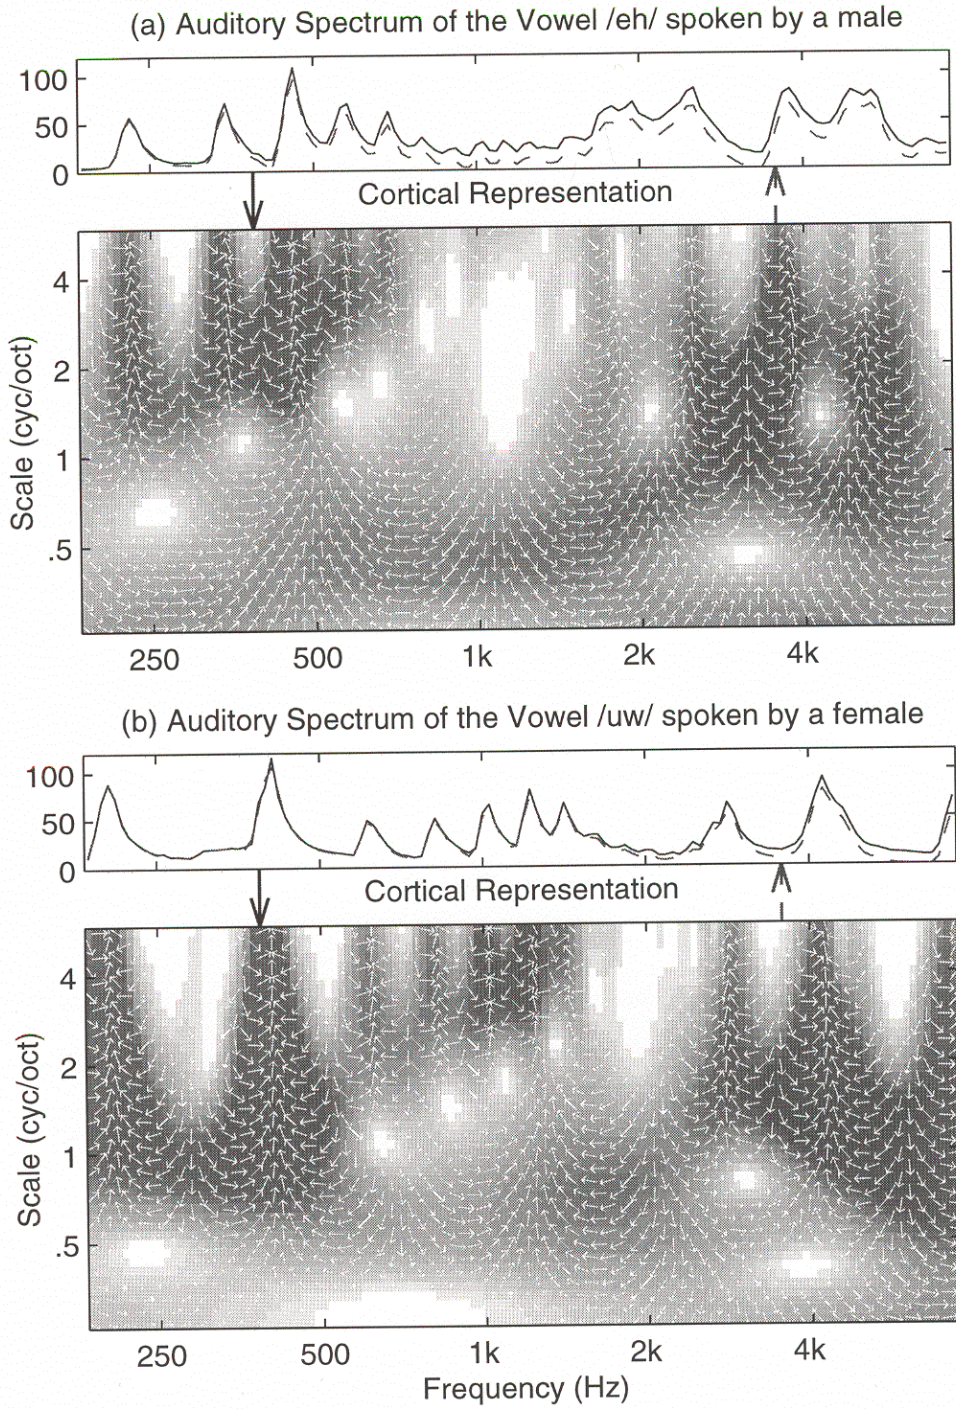 (a) Auditory Spectrum of the Vowel /eh/ spoken by a male
100
50
0
Cortical Representation
4
2
1
.5
Scale (cyc/oct)
250 500 1k 2k 4k
(b) Auditory Spectrum of the Vowel /uw/ spoken by a female
100
50
0
Cortical Representation
4
2
1
.5
Scale (cyc/oct)
250 500 1k 2k 4k
Frequency (Hz)